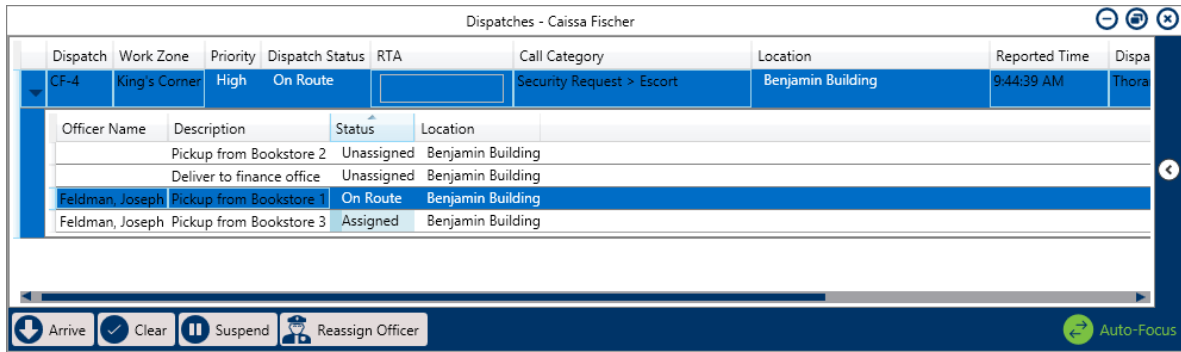 Dispatches - Caissa Fischer
Dispatch Work Zone Priority Dispatch Status RTA Call Category Location Reported Time Dispa
CF-4 King's Corner High On Route Security Request > Escort Benjamin Building 9:44:39 AM Thora
Officer Name Description Status Location
Pickup from Bookstore 2 Unassigned Benjamin Building
Deliver to finance office Unassigned Benjamin Building
Feldman, Joseph Pickup from Bookstore 1 On Route Benjamin Building
Feldman, Joseph Pickup from Bookstore 3 Assigned Benjamin Building
Arrive Clear Suspend Reassign Officer Auto-Focus